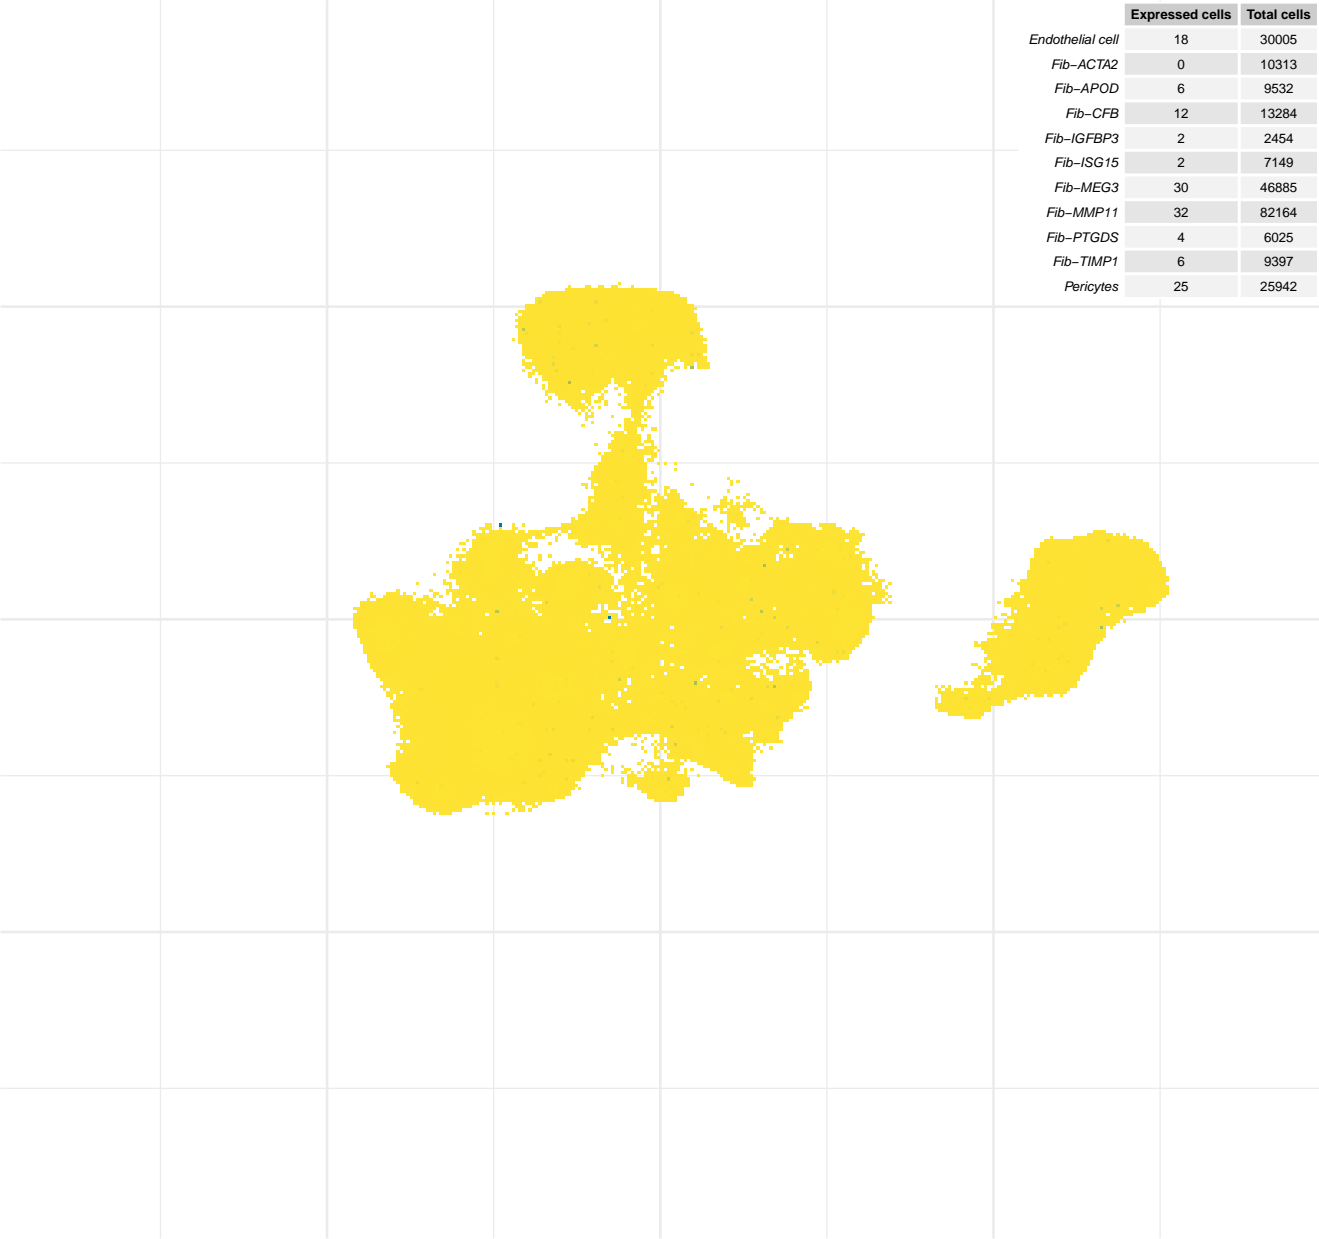 Expressed cells Total cells
Endothelial cell 18 30005
Fib−ACTA2 0 10313
Fib−APOD 6 9532
Fib−CFB 12 13284
Fib−IGFBP3 2 2454
Fib−ISG15 2 7149
Fib−MEG3 30 46885
Fib−MMP11 32 82164
Fib−PTGDS 4 6025
Fib−TIMP1 6 9397
Pericytes 25 25942